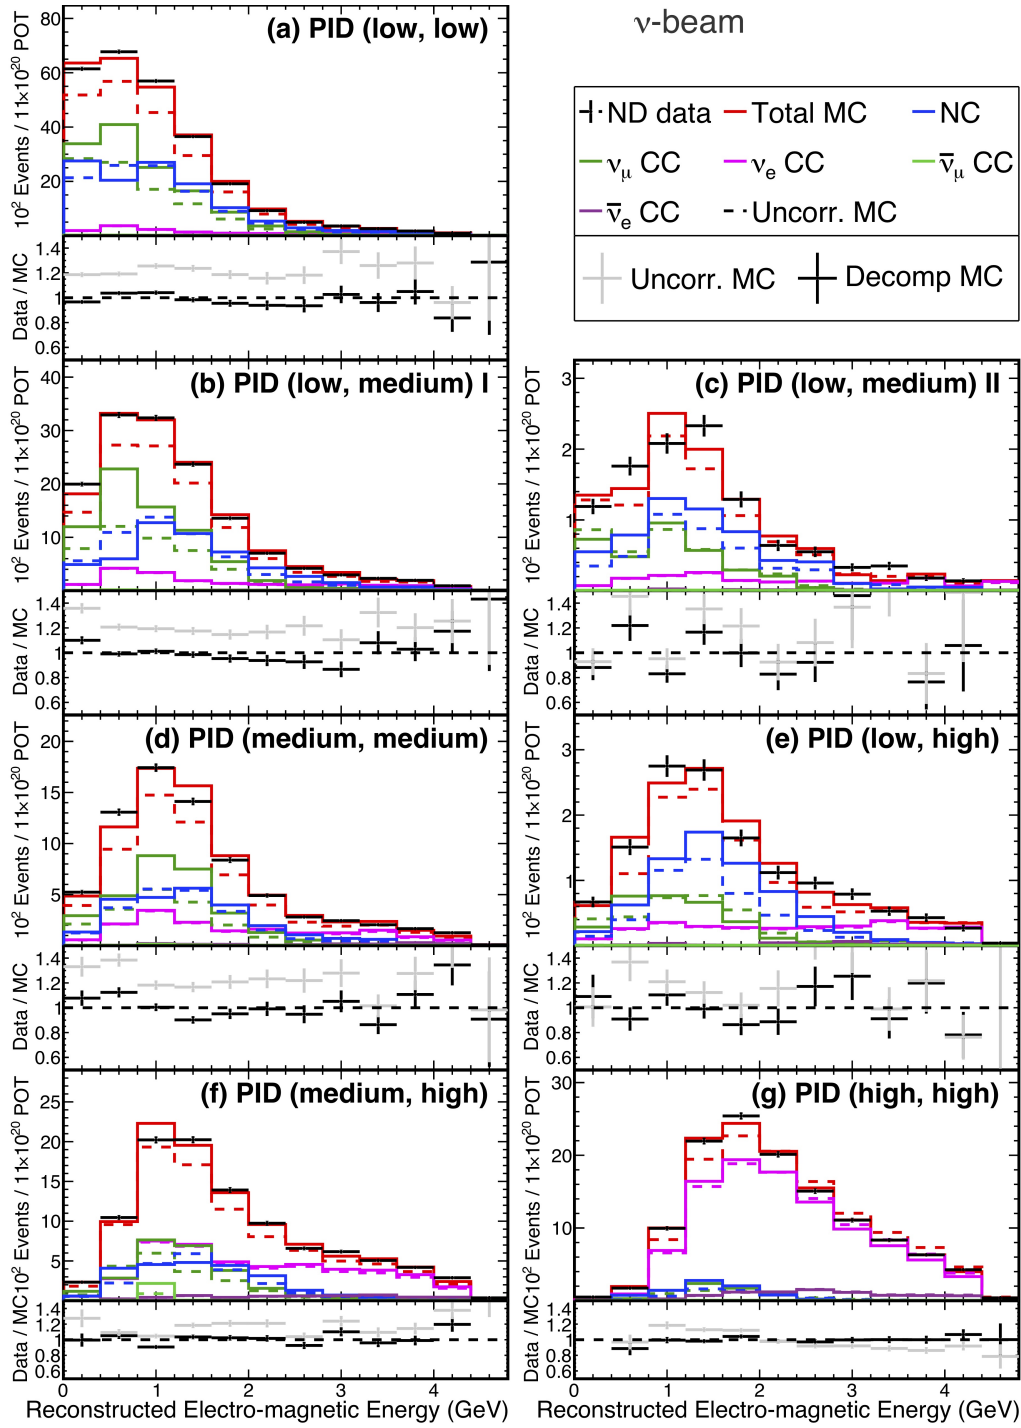 ν-beam
(a) PID (low, low)
10² Events / 11×10²⁰ POT
80
60
40
20
Data / MC
1.4
1.2
1
0.8
0.6
ND data Total MC NC
ν_μ CC ν_e CC ν̅_μ CC
ν̅_e CC Uncorr. MC
Uncorr. MC Decomp MC
(b) PID (low, medium) I
10² Events / 11×10²⁰ POT
40
30
20
10
Data / MC
1.4
1.2
1
0.8
0.6
(c) PID (low, medium) II
10² Events / 11×10²⁰ POT
3
2
1
Data / MC
1.4
1.2
1
0.8
0.6
(d) PID (medium, medium)
10² Events / 11×10²⁰ POT
20
15
10
5
Data / MC
1.4
1.2
1
0.8
0.6
(e) PID (low, high)
10² Events / 11×10²⁰ POT
3
2
1
Data / MC
1.4
1.2
1
0.8
0.6
(f) PID (medium, high)
10² Events / 11×10²⁰ POT
25
20
15
10
5
Data / MC
1.4
1.2
1
0.8
0.6
0 1 2 3 4
Reconstructed Electro-magnetic Energy (GeV)
(g) PID (high, high)
10² Events / 11×10²⁰ POT
30
20
10
Data / MC
1.4
1.2
1
0.8
0.6
0 1 2 3 4
Reconstructed Electro-magnetic Energy (GeV)